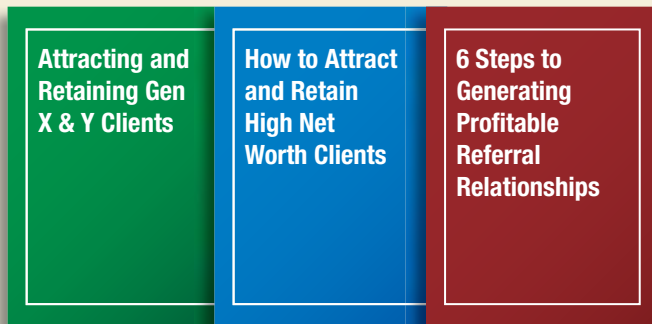 Attracting and
Retaining Gen
X & Y Clients
How to Attract
and Retain
High Net
Worth Clients
6 Steps to
Generating
Profitable
Referral
Relationships